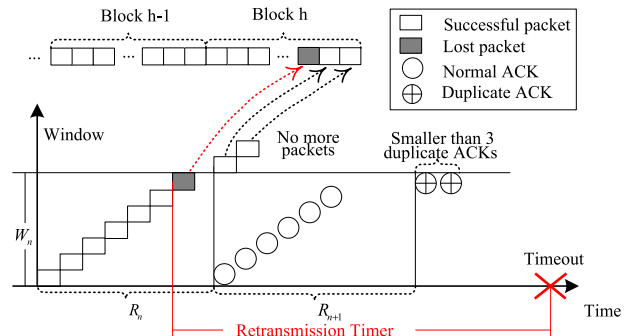 Block h-1
Block h
...
...
...
Successful packet
Lost packet
Normal ACK
Duplicate ACK
Window
No more
packets
Smaller than 3
duplicate ACKs
W_n
Timeout
R_n
R_{n+1}
Time
Retransmission Timer